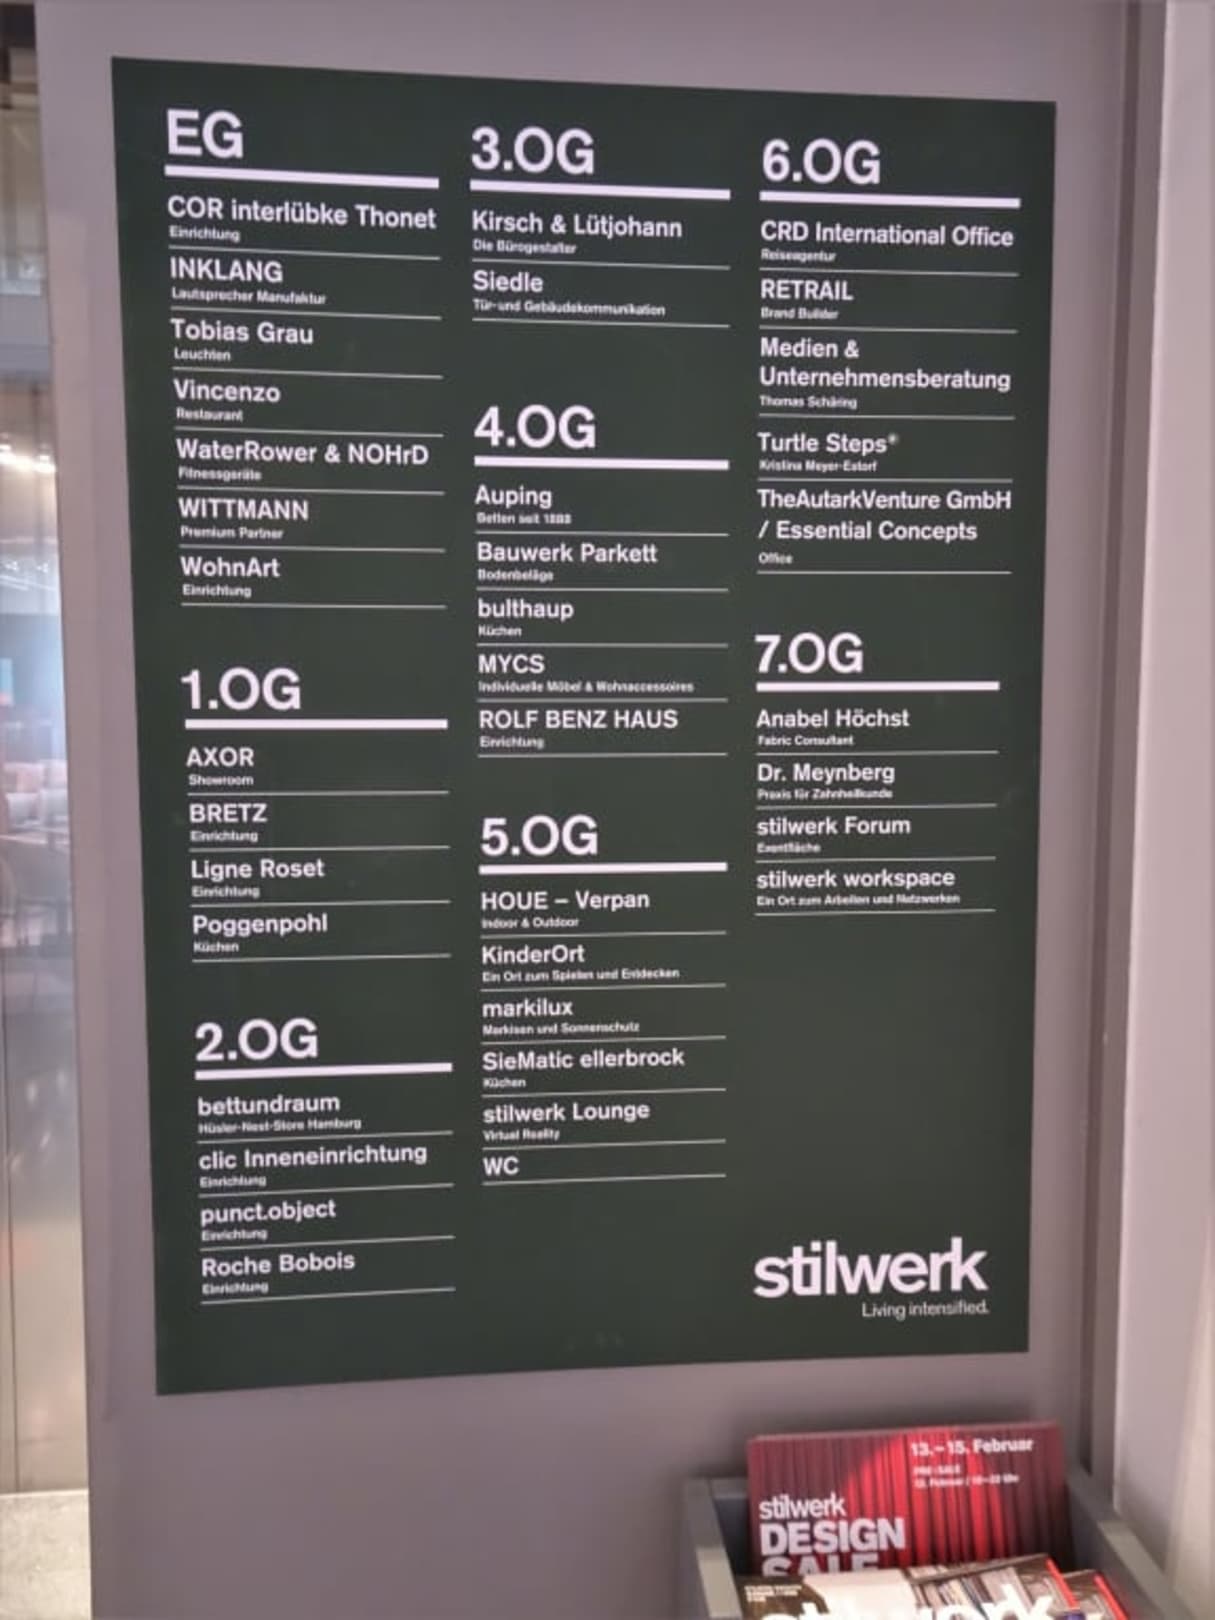 EG
COR interlübke Thonet
Einrichtung
INKLANG
Lautsprecher Manufaktur
Tobias Grau
Leuchten
Vincenzo
Restaurant
WaterRower & NOHrD
Fitnessgeräte
WITTMANN
Premium Partner
WohnArt
Einrichtung
1.OG
AXOR
Showroom
BRETZ
Einrichtung
Ligne Roset
Einrichtung
Poggenpohl
Küchen
2.OG
bettundraum
Hüsler-Nest-Store Hamburg
clic Inneneinrichtung
Einrichtung
punct.object
Einrichtung
Roche Bobois
Einrichtung
3.OG
Kirsch & Lütjohann
Die Bürogestalter
Siedle
Tür-und Gebäudekommunikation
4.OG
Auping
Betten seit 1888
Bauwerk Parkett
Bodenbeläge
bulthaup
Küchen
MYCS
Individuelle Möbel & Wohnaccessoires
ROLF BENZ HAUS
Einrichtung
5.OG
HOUE – Verpan
Indoor & Outdoor
KinderOrt
Ein Ort zum Spielen und Entdecken
markilux
Markisen und Sonnenschutz
SieMatic ellerbrock
Küchen
stilwerk Lounge
Virtual Reality
WC
6.OG
CRD International Office
Reiseagentur
RETRAIL
Brand Builder
Medien &
Unternehmensberatung
Thomas Schäring
Turtle Steps®
Kristina Meyer-Estorf
TheAutarkVenture GmbH
/ Essential Concepts
Office
7.OG
Anabel Höchst
Fabric Consultant
Dr. Meynberg
Praxis für Zahnheilkunde
stilwerk Forum
Eventfläche
stilwerk workspace
Ein Ort zum Arbeiten und Netzwerken
stilwerk
Living intensified.
13.–15. Februar
PRE-SALE
stilwerk
DESIGN
SALE